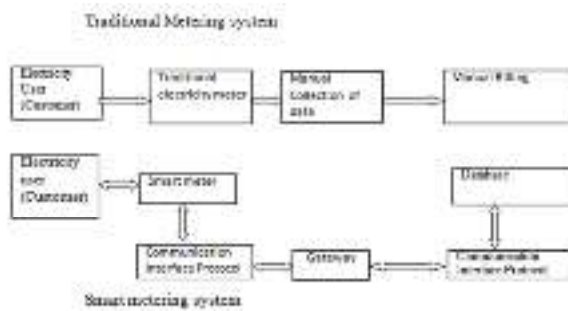 Traditional Metering system
Electricity
User
(Customer)
Traditional
electricity meter
Manual
collection of
data
Manual Billing
Electricity
user
(Customer)
Smart meter
Database
Communication
Interface Protocol
Gateway
Communication
Interface Protocol
Smart metering system